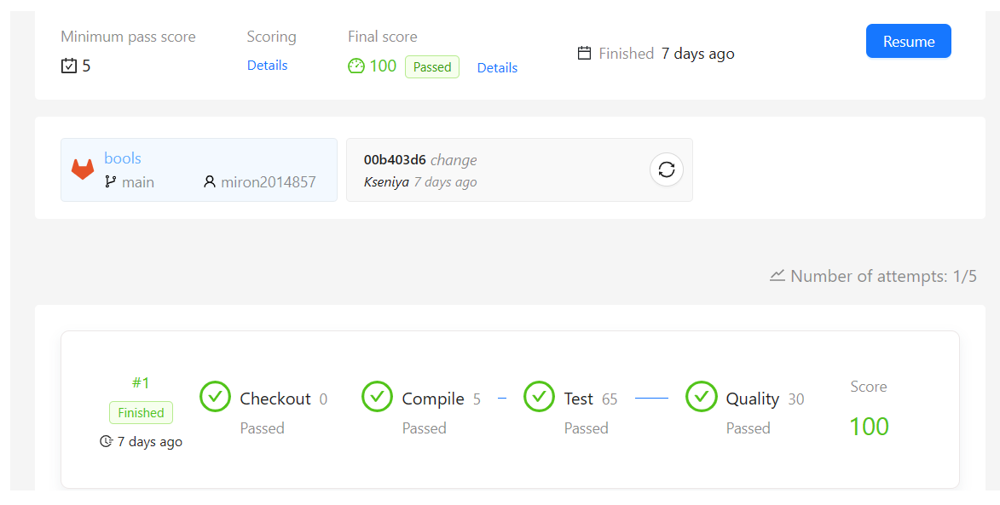 Minimum pass score
5
Scoring
Details
Final score
100 Passed Details
Finished 7 days ago
Resume
bools
main miron2014857
00b403d6 change
Kseniya 7 days ago
Number of attempts: 1/5
#1
Finished
7 days ago
Checkout 0
Passed
Compile 5
Passed
Test 65
Passed
Quality 30
Passed
Score
100